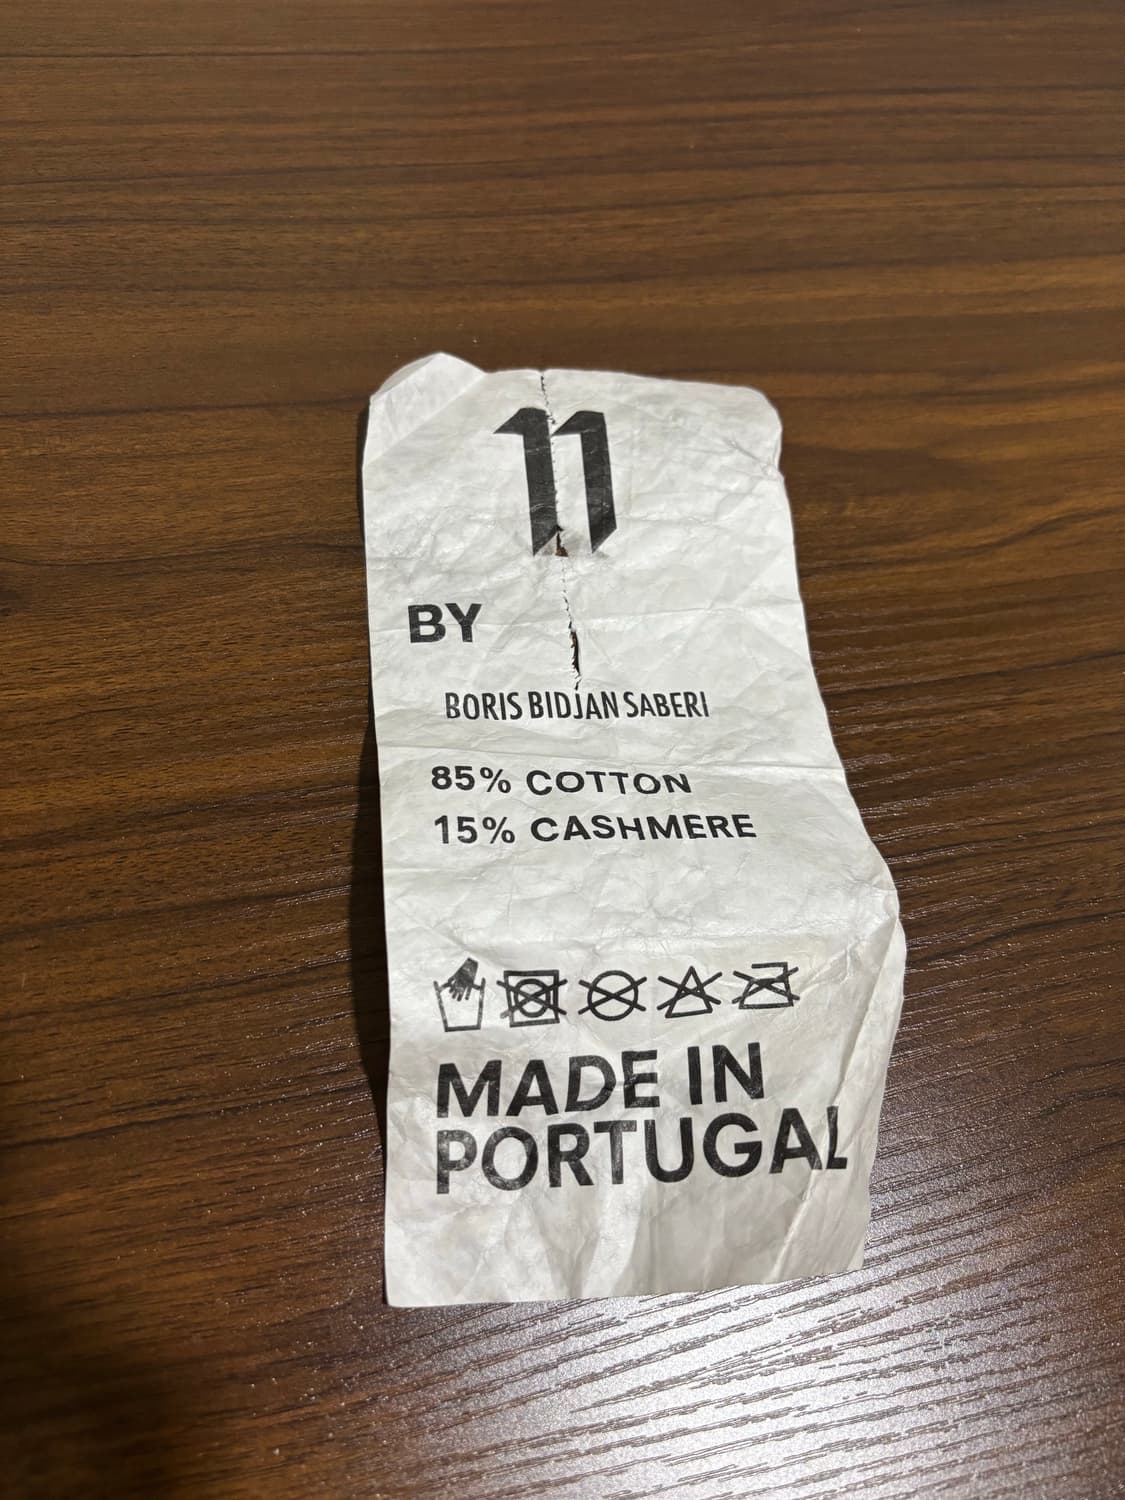 11
BY
BORIS BIDJAN SABERI
85% COTTON
15% CASHMERE
MADE IN
PORTUGAL